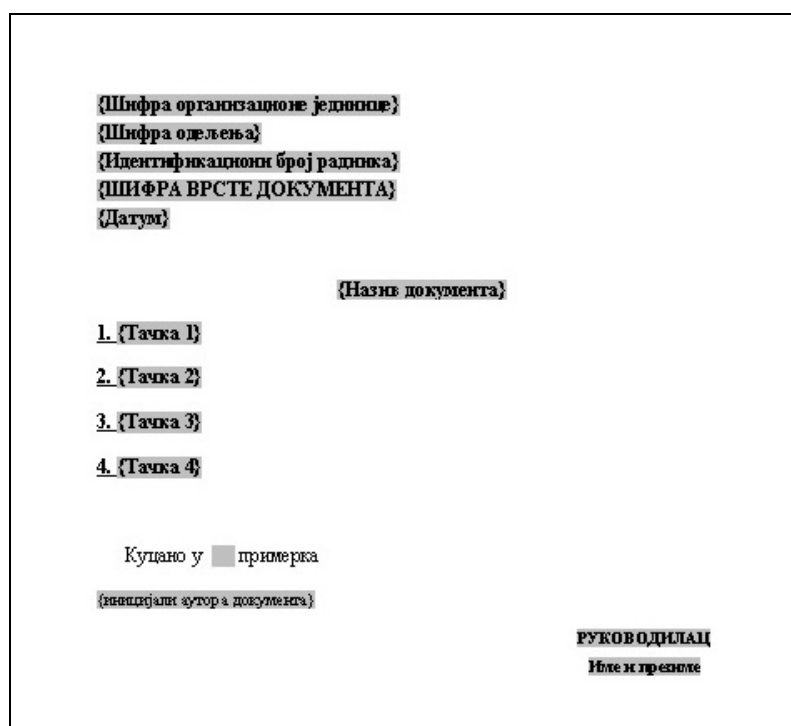 {Шифра организационе јединице}
{Шифра одељења}
{Идентификациони број радника}
{ШИФРА ВРСТЕ ДОКУМЕНТА}
{Датум}
{Назив документа}
1. {Тачка 1}
2. {Тачка 2}
3. {Тачка 3}
4. {Тачка 4}
Куцано у примерка
{иницијали аутора документа}
РУКОВОДИЛАЦ
Име и презиме